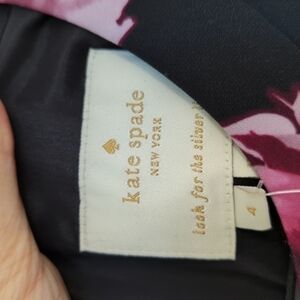 kate spade
NEW YORK
look for the silver
4